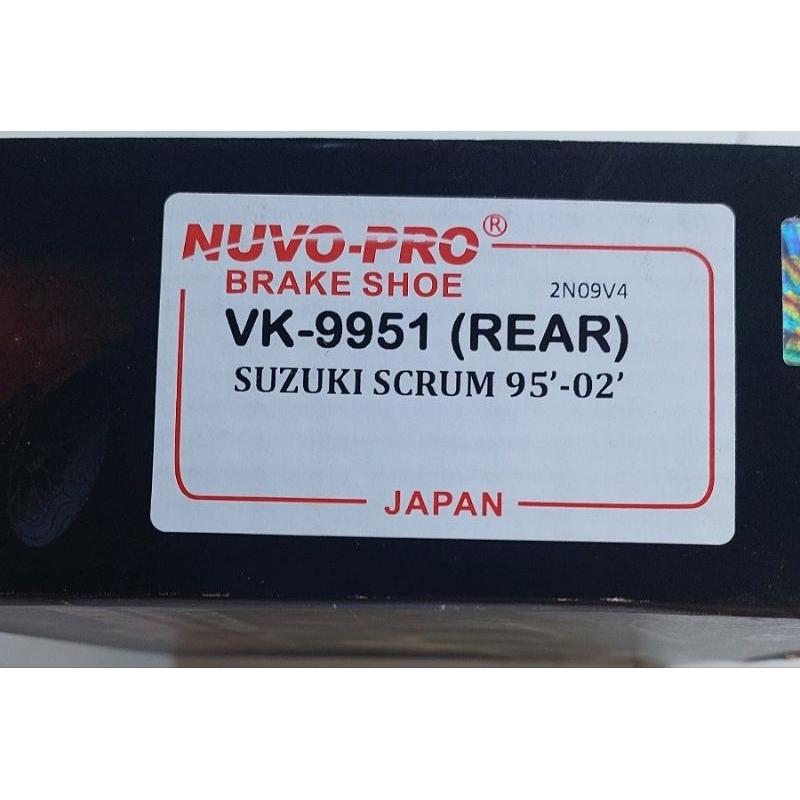 NUVO-PRO®
BRAKE SHOE
2N09V4
VK-9951 (REAR)
SUZUKI SCRUM 95’-02’
JAPAN